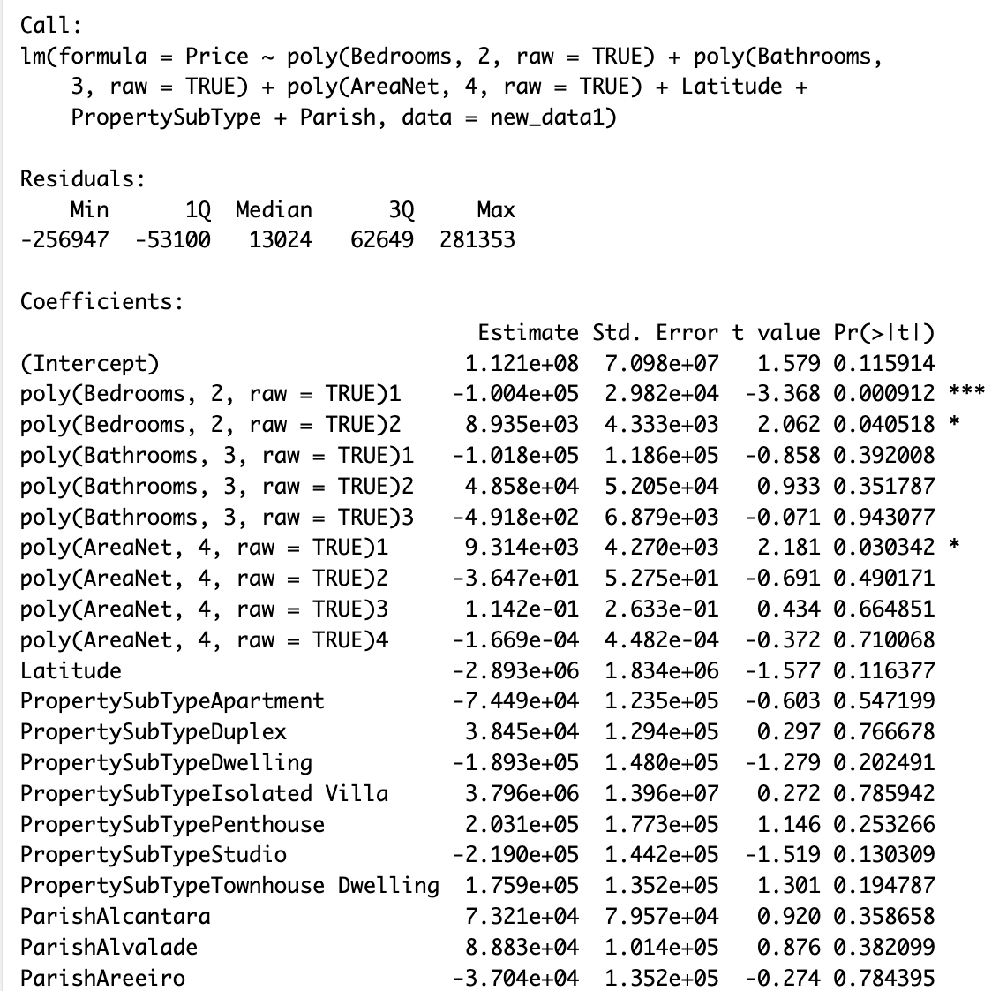 Call:
lm(formula = Price ~ poly(Bedrooms, 2, raw = TRUE) + poly(Bathrooms,
    3, raw = TRUE) + poly(AreaNet, 4, raw = TRUE) + Latitude +
    PropertySubType + Parish, data = new_data1)

Residuals:
    Min      1Q  Median      3Q     Max
-256947  -53100   13024   62649  281353

Coefficients:
                                    Estimate Std. Error t value Pr(>|t|)
(Intercept)                        1.121e+08  7.098e+07   1.579 0.115914
poly(Bedrooms, 2, raw = TRUE)1    -1.004e+05  2.982e+04  -3.368 0.000912 ***
poly(Bedrooms, 2, raw = TRUE)2     8.935e+03  4.333e+03   2.062 0.040518 *
poly(Bathrooms, 3, raw = TRUE)1   -1.018e+05  1.186e+05  -0.858 0.392008
poly(Bathrooms, 3, raw = TRUE)2    4.858e+04  5.205e+04   0.933 0.351787
poly(Bathrooms, 3, raw = TRUE)3   -4.918e+02  6.879e+03  -0.071 0.943077
poly(AreaNet, 4, raw = TRUE)1      9.314e+03  4.270e+03   2.181 0.030342 *
poly(AreaNet, 4, raw = TRUE)2     -3.647e+01  5.275e+01  -0.691 0.490171
poly(AreaNet, 4, raw = TRUE)3      1.142e-01  2.633e-01   0.434 0.664851
poly(AreaNet, 4, raw = TRUE)4     -1.669e-04  4.482e-04  -0.372 0.710068
Latitude                          -2.893e+06  1.834e+06  -1.577 0.116377
PropertySubTypeApartment          -7.449e+04  1.235e+05  -0.603 0.547199
PropertySubTypeDuplex              3.845e+04  1.294e+05   0.297 0.766678
PropertySubTypeDwelling           -1.893e+05  1.480e+05  -1.279 0.202491
PropertySubTypeIsolated Villa      3.796e+06  1.396e+07   0.272 0.785942
PropertySubTypePenthouse           2.031e+05  1.773e+05   1.146 0.253266
PropertySubTypeStudio             -2.190e+05  1.442e+05  -1.519 0.130309
PropertySubTypeTownhouse Dwelling  1.759e+05  1.352e+05   1.301 0.194787
ParishAlcantara                    7.321e+04  7.957e+04   0.920 0.358658
ParishAlvalade                     8.883e+04  1.014e+05   0.876 0.382099
ParishAreeiro                     -3.704e+04  1.352e+05  -0.274 0.784395